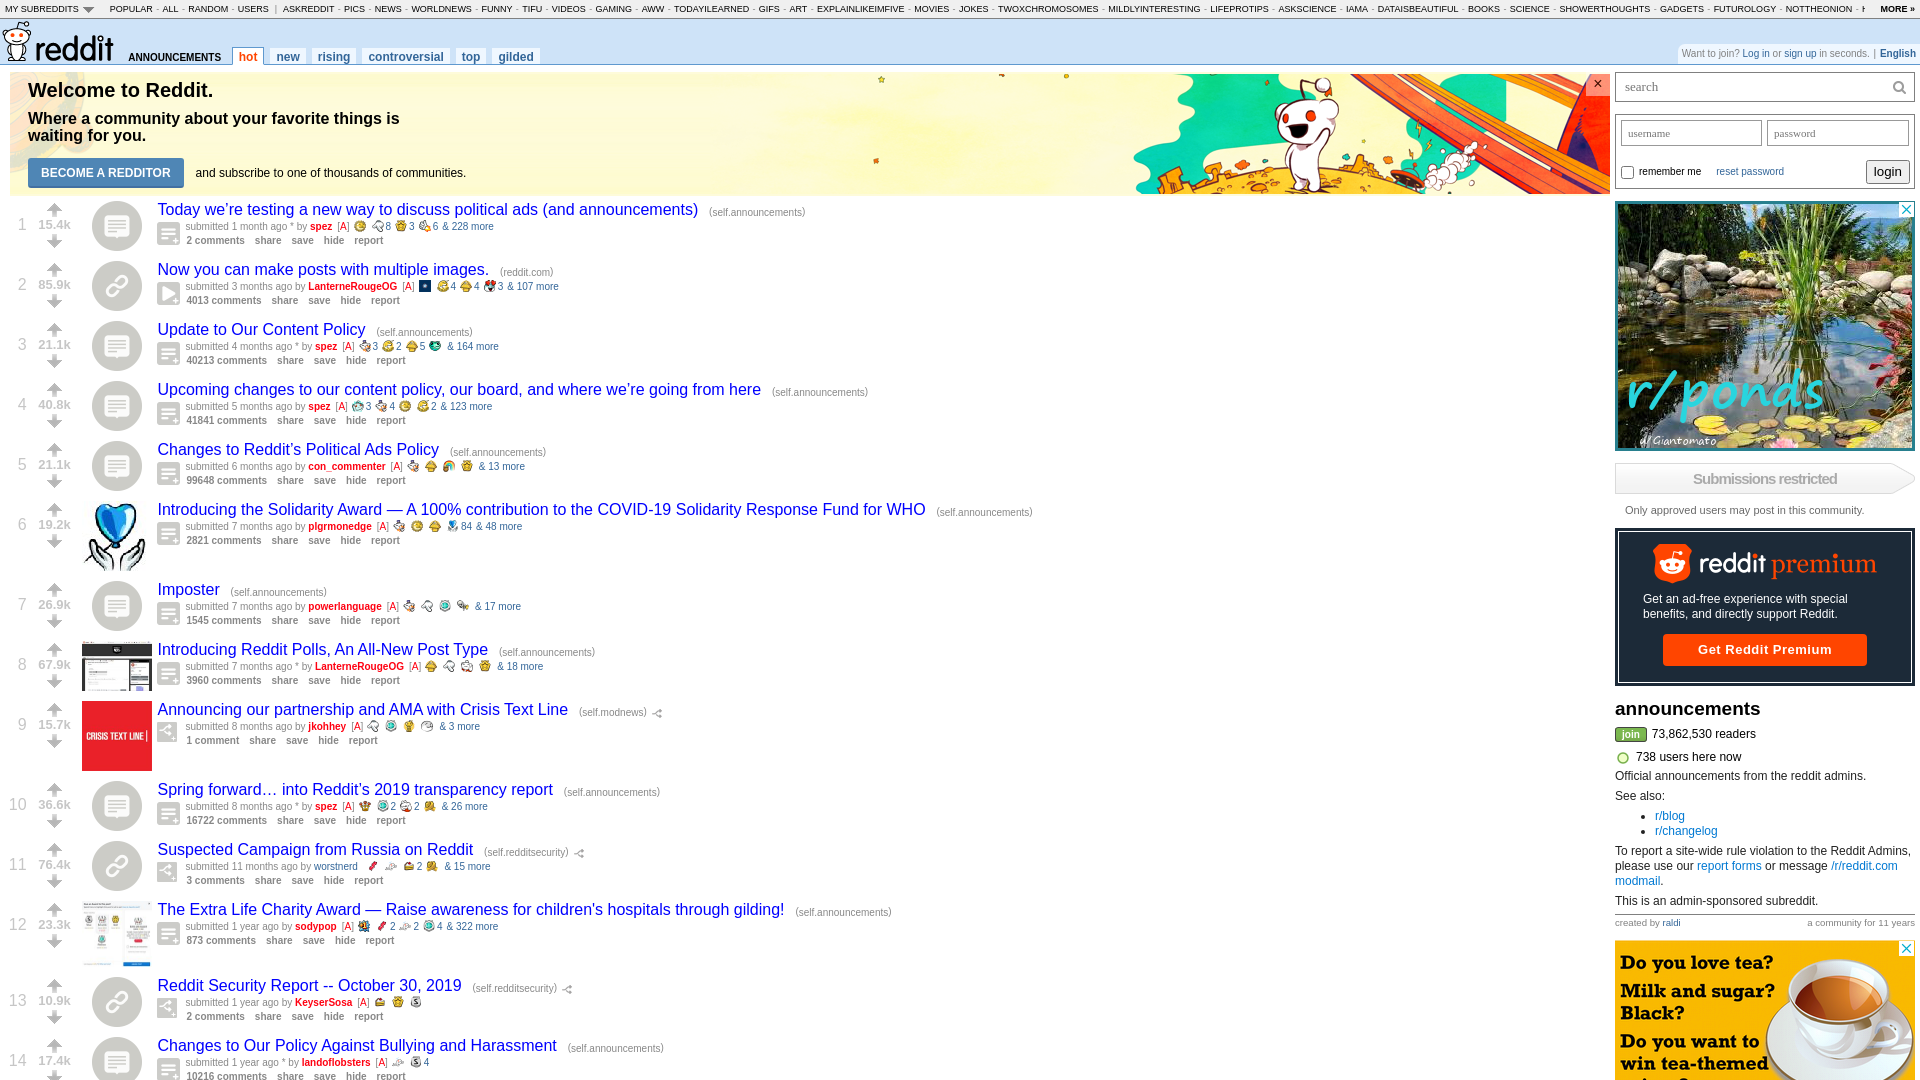 MY SUBREDDITS POPULAR - ALL - RANDOM - USERS | ASKREDDIT - PICS - NEWS - WORLDNEWS - FUNNY - TIFU - VIDEOS - GAMING - AWW - TODAYILEARNED - GIFS - ART - EXPLAINLIKEIMFIVE - MOVIES - JOKES - TWOXCHROMOSOMES - MILDLYINTERESTING - LIFEPROTIPS - ASKSCIENCE - IAMA - DATAISBEAUTIFUL - BOOKS - SCIENCE - SHOWERTHOUGHTS - GADGETS - FUTUROLOGY - NOTTHEONION - MORE »
reddit ANNOUNCEMENTS hot new rising controversial top gilded
Want to join? Log in or sign up in seconds. | English
Welcome to Reddit.
Where a community about your favorite things is
waiting for you.
BECOME A REDDITOR and subscribe to one of thousands of communities.
×
1 15.4k Today we’re testing a new way to discuss political ads (and announcements) (self.announcements)
submitted 1 month ago * by spez [A] 8 3 6 & 228 more
2 comments share save hide report
2 85.9k Now you can make posts with multiple images. (reddit.com)
submitted 3 months ago by LanterneRougeOG [A] 4 4 3 & 107 more
4013 comments share save hide report
3 21.1k Update to Our Content Policy (self.announcements)
submitted 4 months ago * by spez [A] 3 2 5 & 164 more
40213 comments share save hide report
4 40.8k Upcoming changes to our content policy, our board, and where we’re going from here (self.announcements)
submitted 5 months ago by spez [A] 3 4 2 & 123 more
41841 comments share save hide report
5 21.1k Changes to Reddit’s Political Ads Policy (self.announcements)
submitted 6 months ago by con_commenter [A] & 13 more
99648 comments share save hide report
6 19.2k Introducing the Solidarity Award — A 100% contribution to the COVID-19 Solidarity Response Fund for WHO (self.announcements)
submitted 7 months ago by plgrmonedge [A] 84 & 48 more
2821 comments share save hide report
7 26.9k Imposter (self.announcements)
submitted 7 months ago by powerlanguage [A] & 17 more
1545 comments share save hide report
8 67.9k Introducing Reddit Polls, An All-New Post Type (self.announcements)
submitted 7 months ago * by LanterneRougeOG [A] & 18 more
3960 comments share save hide report
9 15.7k CRISIS TEXT LINE| Announcing our partnership and AMA with Crisis Text Line (self.modnews)
submitted 8 months ago by jkohhey [A] & 3 more
1 comment share save hide report
10 36.6k Spring forward… into Reddit’s 2019 transparency report (self.announcements)
submitted 8 months ago * by spez [A] 2 2 & 26 more
16722 comments share save hide report
11 76.4k Suspected Campaign from Russia on Reddit (self.redditsecurity)
submitted 11 months ago by worstnerd 2 & 15 more
3 comments share save hide report
12 23.3k The Extra Life Charity Award — Raise awareness for children's hospitals through gilding! (self.announcements)
submitted 1 year ago by sodypop [A] 2 2 4 & 322 more
873 comments share save hide report
13 10.9k Reddit Security Report -- October 30, 2019 (self.redditsecurity)
submitted 1 year ago by KeyserSosa [A]
2 comments share save hide report
14 17.4k Changes to Our Policy Against Bullying and Harassment (self.announcements)
submitted 1 year ago * by landoflobsters [A] 4
10216 comments share save hide report
search
username password
remember me reset password login
r/ponds
u/Giantomato
Submissions restricted
Only approved users may post in this community.
reddit premium
Get an ad-free experience with special
benefits, and directly support Reddit.
Get Reddit Premium
announcements
join 73,862,530 readers
738 users here now
Official announcements from the reddit admins.
See also:
• r/blog
• r/changelog
To report a site-wide rule violation to the Reddit Admins,
please use our report forms or message /r/reddit.com
modmail.
This is an admin-sponsored subreddit.
created by raldi a community for 11 years
Do you love tea?
Milk and sugar?
Black?
Do you want to
win tea-themed